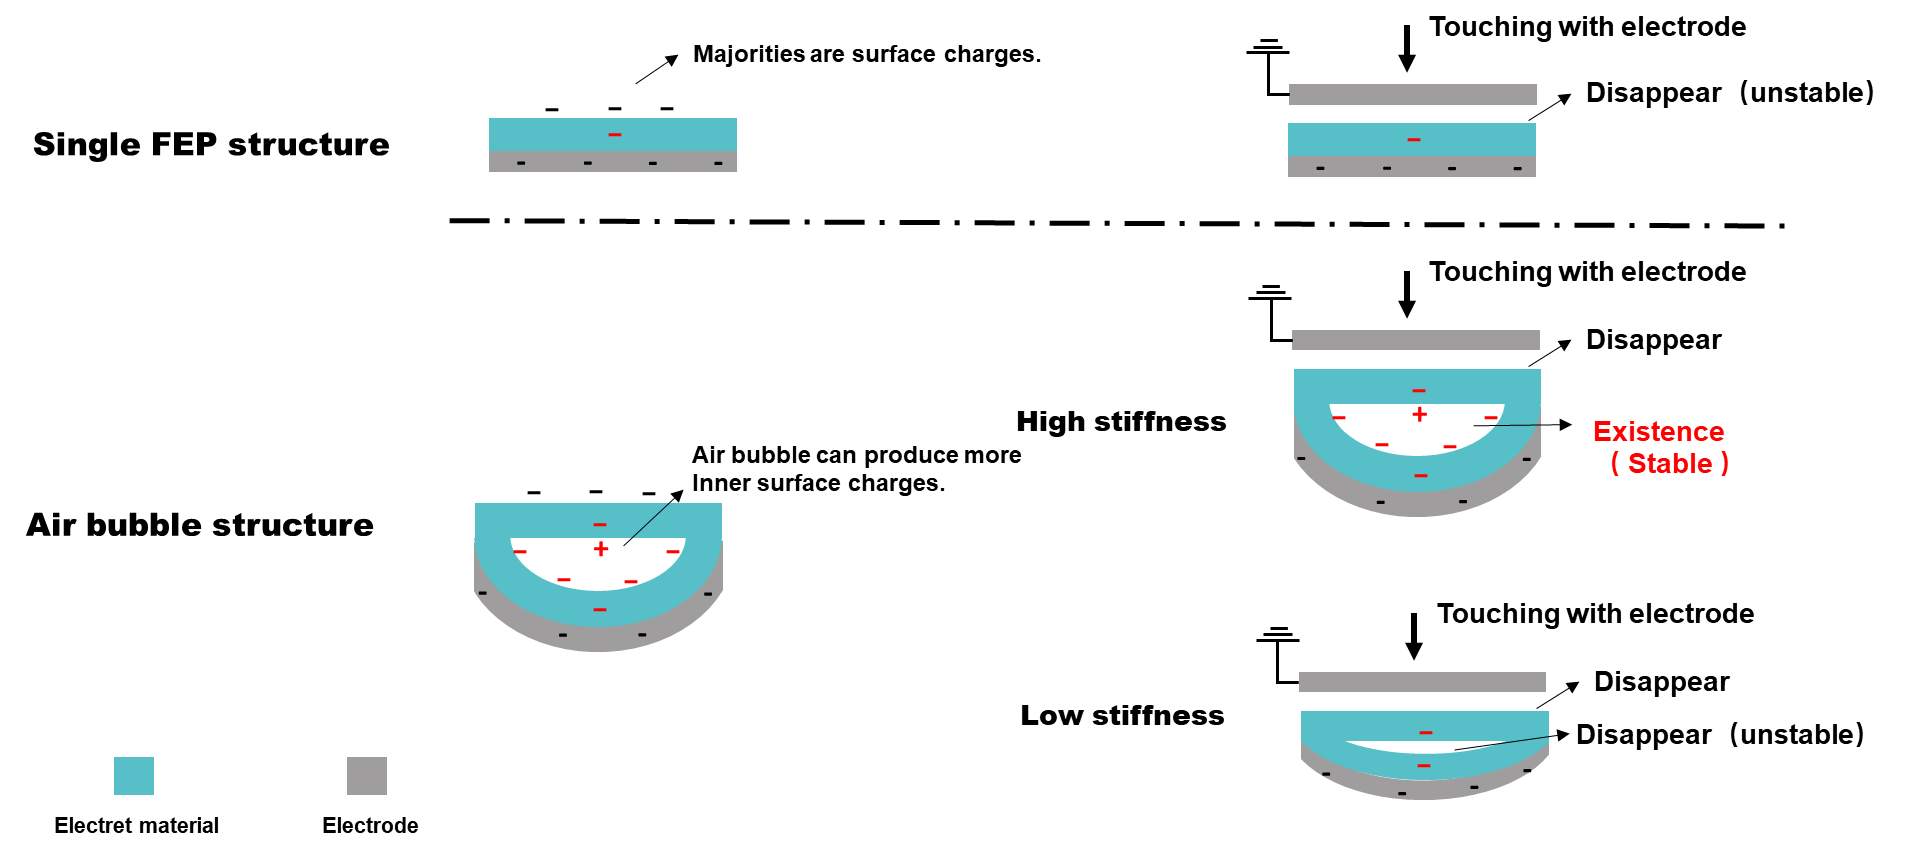 Majorities are surface charges.
Touching with electrode
Disappear（unstable）
Single FEP structure
Touching with electrode
Disappear
High stiffness
Existence
（ Stable ）
Air bubble can produce more
Inner surface charges.
Air bubble structure
Touching with electrode
Disappear
Low stiffness
Disappear（unstable）
Electret material
Electrode